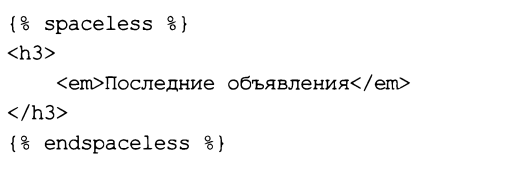 {% spaceless %}
<h3>
    <em>Последние объявления</em>
</h3>
{% endspaceless %}